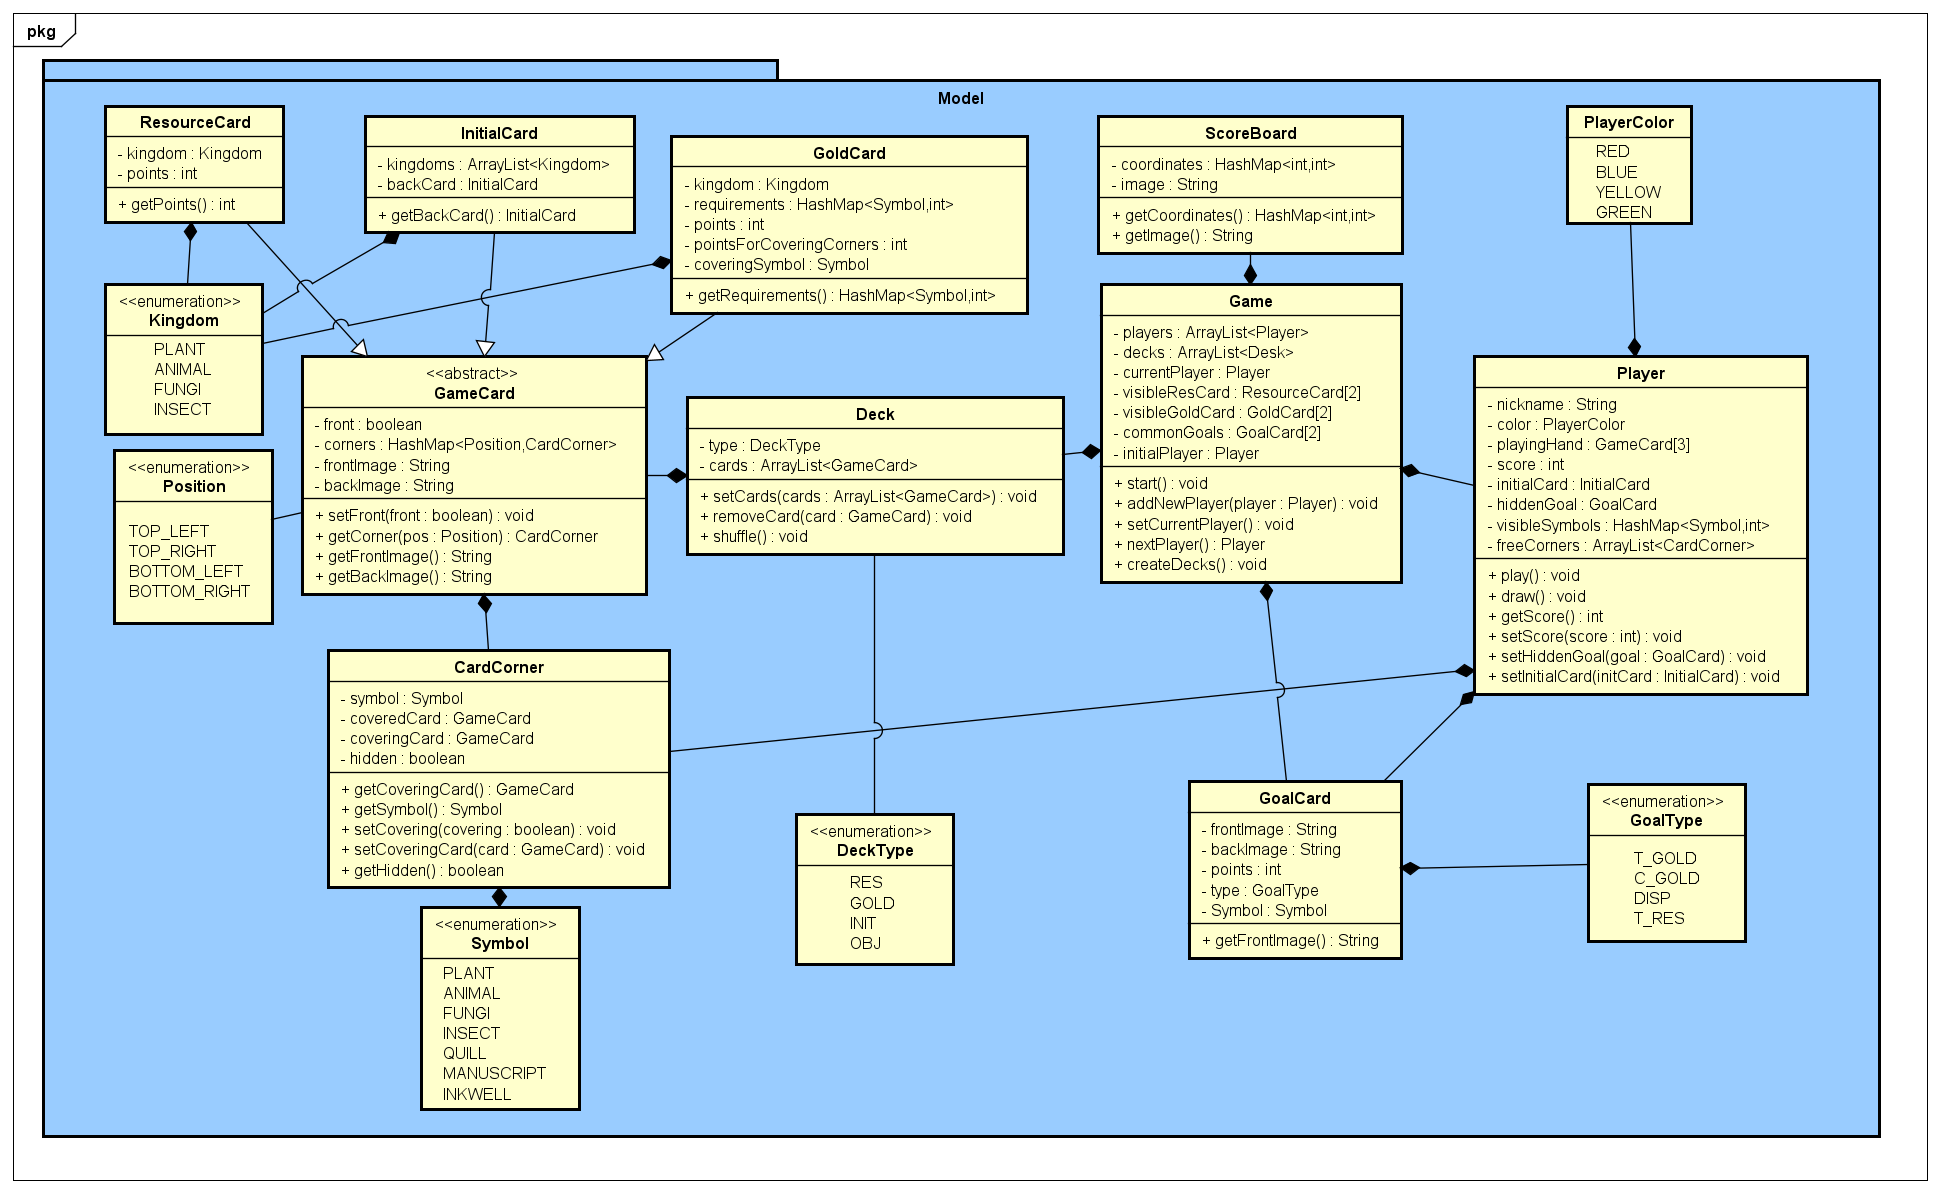 pkg
Model
ResourceCard
- kingdom : Kingdom
- points : int
+ getPoints() : int
InitialCard
- kingdoms : ArrayList<Kingdom>
- backCard : InitialCard
+ getBackCard() : InitialCard
GoldCard
- kingdom : Kingdom
- requirements : HashMap<Symbol,int>
- points : int
- pointsForCoveringCorners : int
- coveringSymbol : Symbol
+ getRequirements() : HashMap<Symbol,int>
ScoreBoard
- coordinates : HashMap<int,int>
- image : String
+ getCoordinates() : HashMap<int,int>
+ getImage() : String
PlayerColor
RED
BLUE
YELLOW
GREEN
<<enumeration>>
Kingdom
PLANT
ANIMAL
FUNGI
INSECT
<<abstract>>
GameCard
- front : boolean
- corners : HashMap<Position,CardCorner>
- frontImage : String
- backImage : String
+ setFront(front : boolean) : void
+ getCorner(pos : Position) : CardCorner
+ getFrontImage() : String
+ getBackImage() : String
Deck
- type : DeckType
- cards : ArrayList<GameCard>
+ setCards(cards : ArrayList<GameCard>) : void
+ removeCard(card : GameCard) : void
+ shuffle() : void
Game
- players : ArrayList<Player>
- decks : ArrayList<Desk>
- currentPlayer : Player
- visibleResCard : ResourceCard[2]
- visibleGoldCard : GoldCard[2]
- commonGoals : GoalCard[2]
- initialPlayer : Player
+ start() : void
+ addNewPlayer(player : Player) : void
+ setCurrentPlayer() : void
+ nextPlayer() : Player
+ createDecks() : void
Player
- nickname : String
- color : PlayerColor
- playingHand : GameCard[3]
- score : int
- initialCard : InitialCard
- hiddenGoal : GoalCard
- visibleSymbols : HashMap<Symbol,int>
- freeCorners : ArrayList<CardCorner>
+ play() : void
+ draw() : void
+ getScore() : int
+ setScore(score : int) : void
+ setHiddenGoal(goal : GoalCard) : void
+ setInitialCard(initCard : InitialCard) : void
<<enumeration>>
Position
TOP_LEFT
TOP_RIGHT
BOTTOM_LEFT
BOTTOM_RIGHT
CardCorner
- symbol : Symbol
- coveredCard : GameCard
- coveringCard : GameCard
- hidden : boolean
+ getCoveringCard() : GameCard
+ getSymbol() : Symbol
+ setCovering(covering : boolean) : void
+ setCoveringCard(card : GameCard) : void
+ getHidden() : boolean
<<enumeration>>
DeckType
RES
GOLD
INIT
OBJ
GoalCard
- frontImage : String
- backImage : String
- points : int
- type : GoalType
- Symbol : Symbol
+ getFrontImage() : String
<<enumeration>>
GoalType
T_GOLD
C_GOLD
DISP
T_RES
<<enumeration>>
Symbol
PLANT
ANIMAL
FUNGI
INSECT
QUILL
MANUSCRIPT
INKWELL